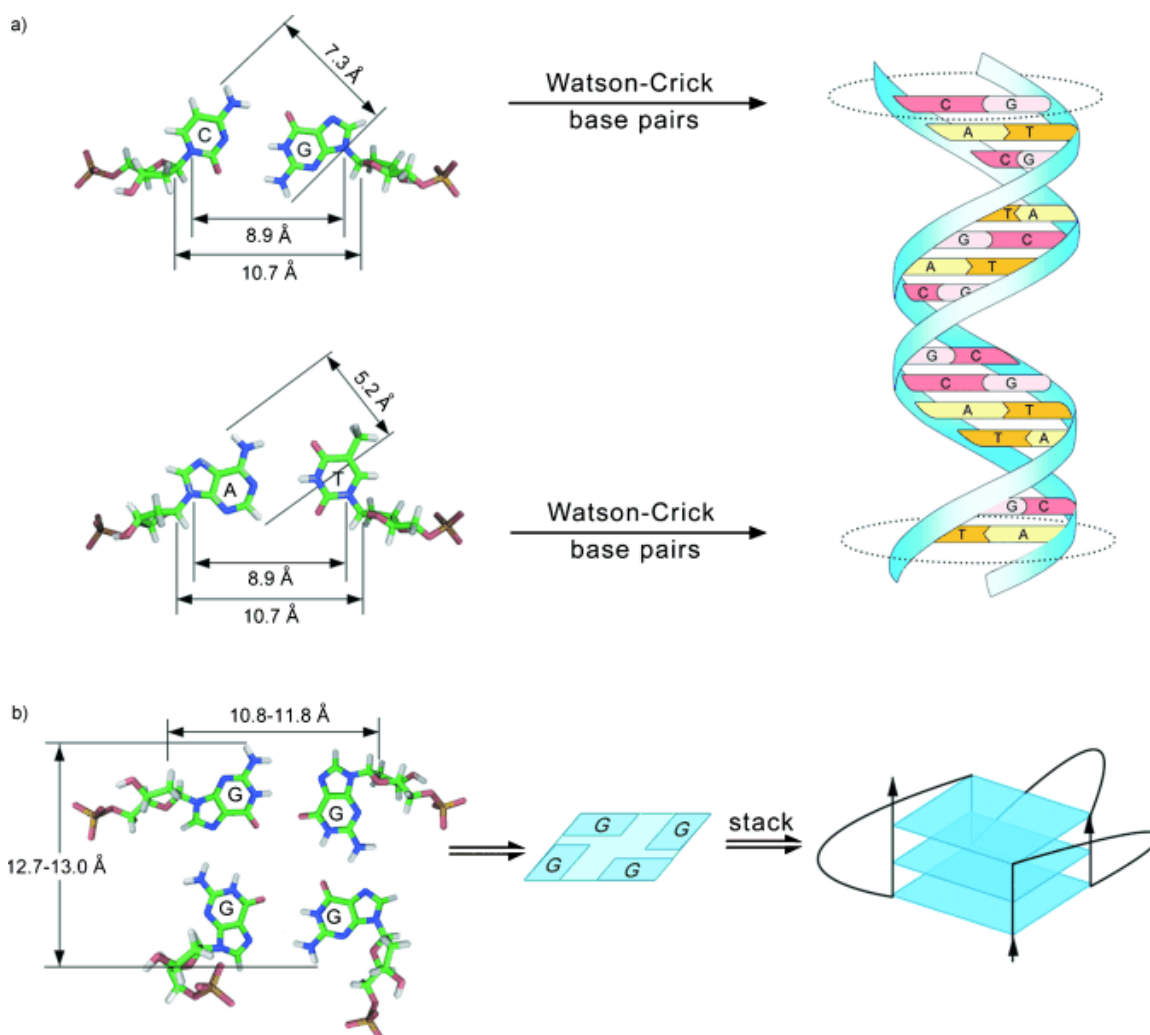 a)
7.3 Å
C
G
8.9 Å
10.7 Å
Watson-Crick
base pairs
5.2 Å
A
T
8.9 Å
10.7 Å
Watson-Crick
base pairs
C G
A T
C G
T A
G C
A T
C G
G C
C G
A T
T A
G C
T A
b)
10.8-11.8 Å
12.7-13.0 Å
G
G
G
G
G
G
G
G
stack